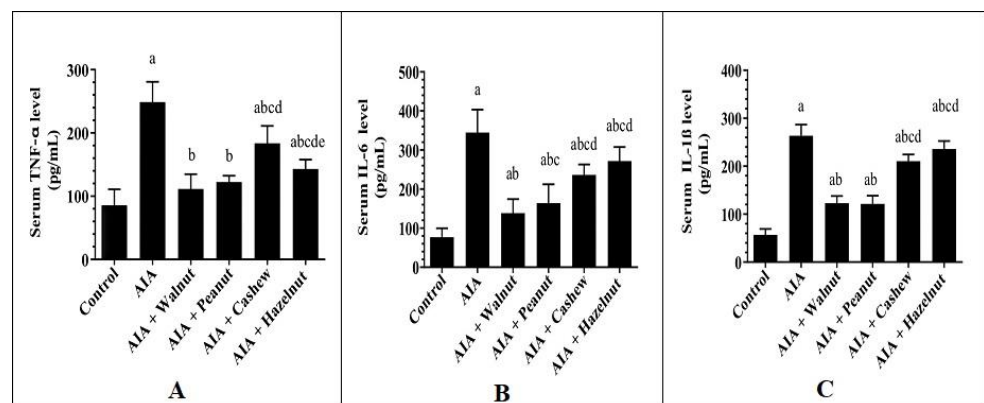 Serum TNF-α level
(pg/mL)
300
200
100
0
a
b
b
abcd
abcde
Control
AIA
AIA + Walnut
AIA + Peanut
AIA + Cashew
AIA + Hazelnut
A
Serum IL-6 level
(pg/mL)
500
400
300
200
100
0
a
ab
abc
abcd
abcd
Control
AIA
AIA + Walnut
AIA + Peanut
AIA + Cashew
AIA + Hazelnut
B
Serum IL-1ß level
(pg/mL)
400
300
200
100
0
a
ab
ab
abcd
abcd
Control
AIA
AIA + Walnut
AIA + Peanut
AIA + Cashew
AIA + Hazelnut
C